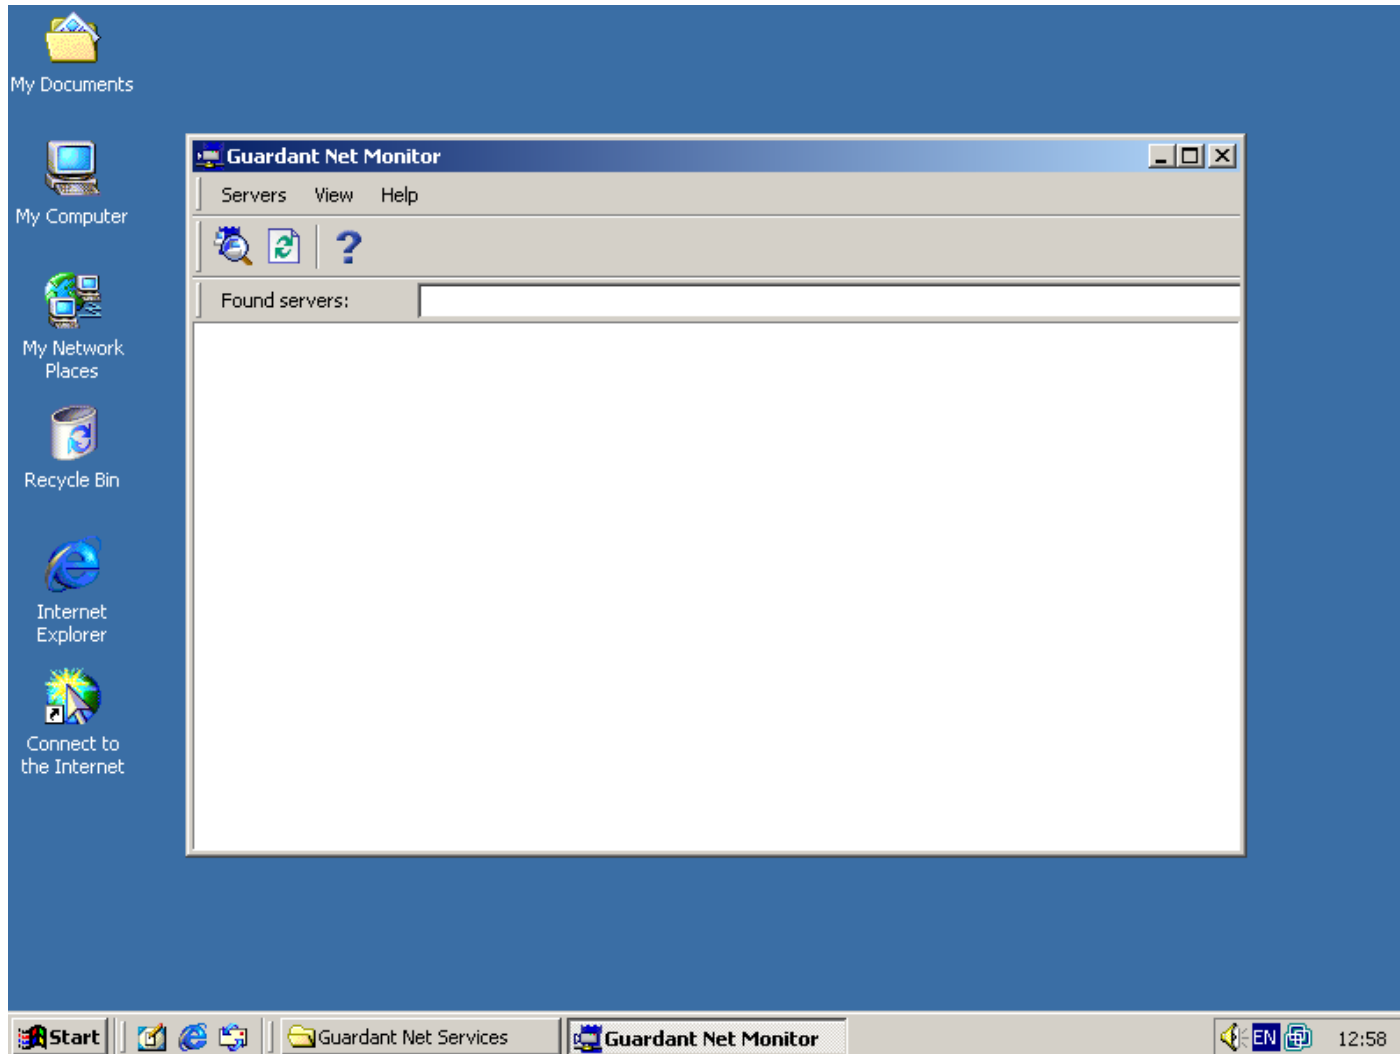 My Documents
My Computer
My Network
Places
Recycle Bin
Internet
Explorer
Connect to
the Internet
Guardant Net Monitor
Servers View Help
Found servers:
Start
Guardant Net Services
Guardant Net Monitor
EN
12:58